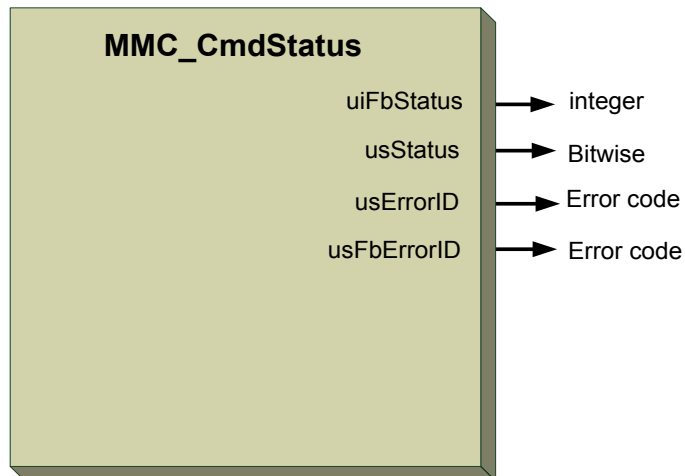 MMC_CmdStatus
uiFbStatus integer
usStatus Bitwise
usErrorID Error code
usFbErrorID Error code